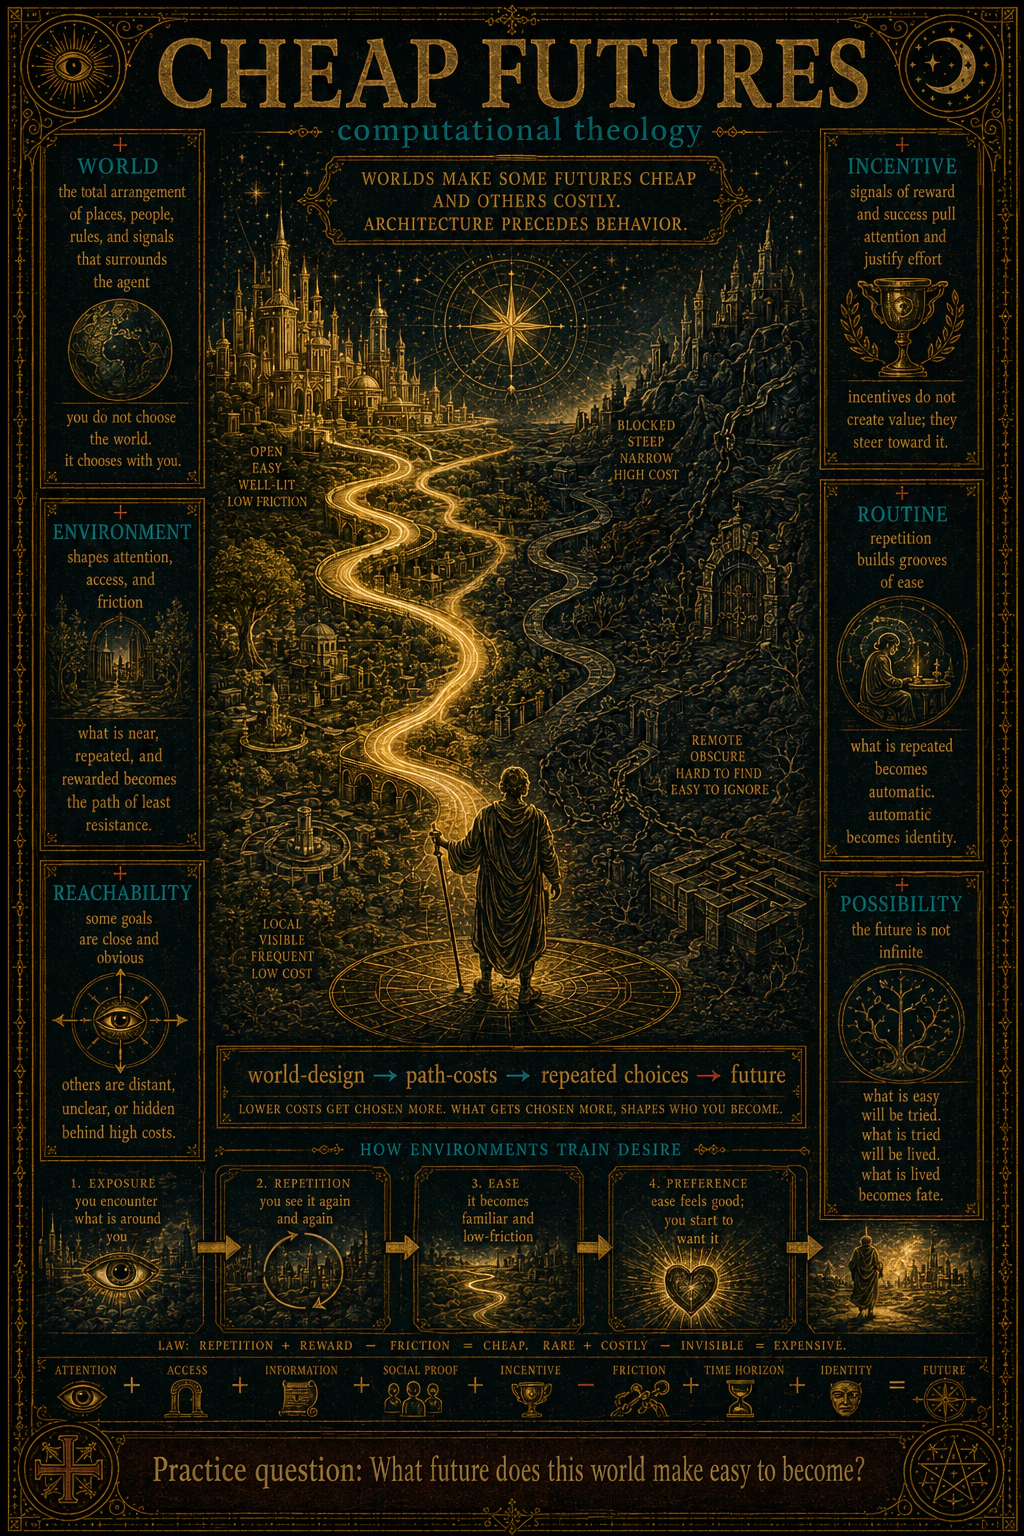 CHEAP FUTURES
computational theology
WORLDS MAKE SOME FUTURES CHEAP
AND OTHERS COSTLY.
ARCHITECTURE PRECEDES BEHAVIOR.
WORLD
the total arrangement
of places, people,
rules, and signals
that surrounds
the agent
you do not choose
the world.
it chooses with you.
ENVIRONMENT
shapes attention,
access, and
friction
what is near,
repeated, and
rewarded becomes
the path of least
resistance.
REACHABILITY
some goals
are close and
obvious
others are distant,
unclear, or hidden
behind high costs.
OPEN
EASY
WELL-LIT
LOW FRICTION
BLOCKED
STEEP
NARROW
HIGH COST
REMOTE
OBSCURE
HARD TO FIND
EASY TO IGNORE
LOCAL
VISIBLE
FREQUENT
LOW COST
INCENTIVE
signals of reward
and success pull
attention and
justify effort
incentives do not
create value; they
steer toward it.
ROUTINE
repetition
builds grooves
of ease
what is repeated
becomes
automatic.
automatic
becomes identity.
POSSIBILITY
the future is not
infinite
what is easy
will be tried.
what is tried
will be lived.
what is lived
becomes fate.
world-design → path-costs → repeated choices → future
LOWER COSTS GET CHOSEN MORE. WHAT GETS CHOSEN MORE, SHAPES WHO YOU BECOME.
HOW ENVIRONMENTS TRAIN DESIRE
1. EXPOSURE
you encounter
what is around
you
2. REPETITION
you see it again
and again
3. EASE
it becomes
familiar and
low-friction
4. PREFERENCE
ease feels good;
you start to
want it
LAW: REPETITION + REWARD − FRICTION = CHEAP. RARE + COSTLY − INVISIBLE = EXPENSIVE.
ATTENTION + ACCESS + INFORMATION + SOCIAL PROOF + INCENTIVE − FRICTION + TIME HORIZON + IDENTITY = FUTURE
Practice question: What future does this world make easy to become?